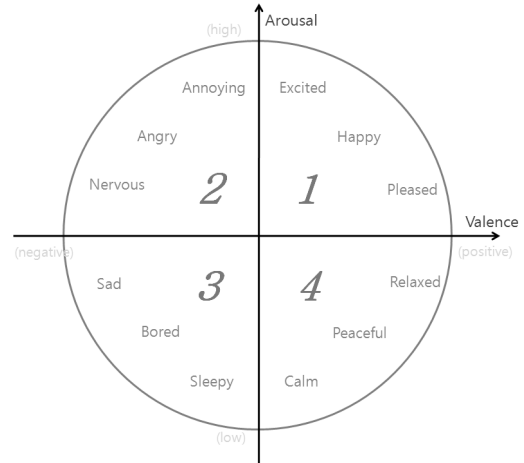 Arousal
(high)
Annoying Excited
Angry Happy
Nervous 2 1 Pleased
Valence
(negative) (positive)
Sad 3 4 Relaxed
Bored Peaceful
Sleepy Calm
(low)